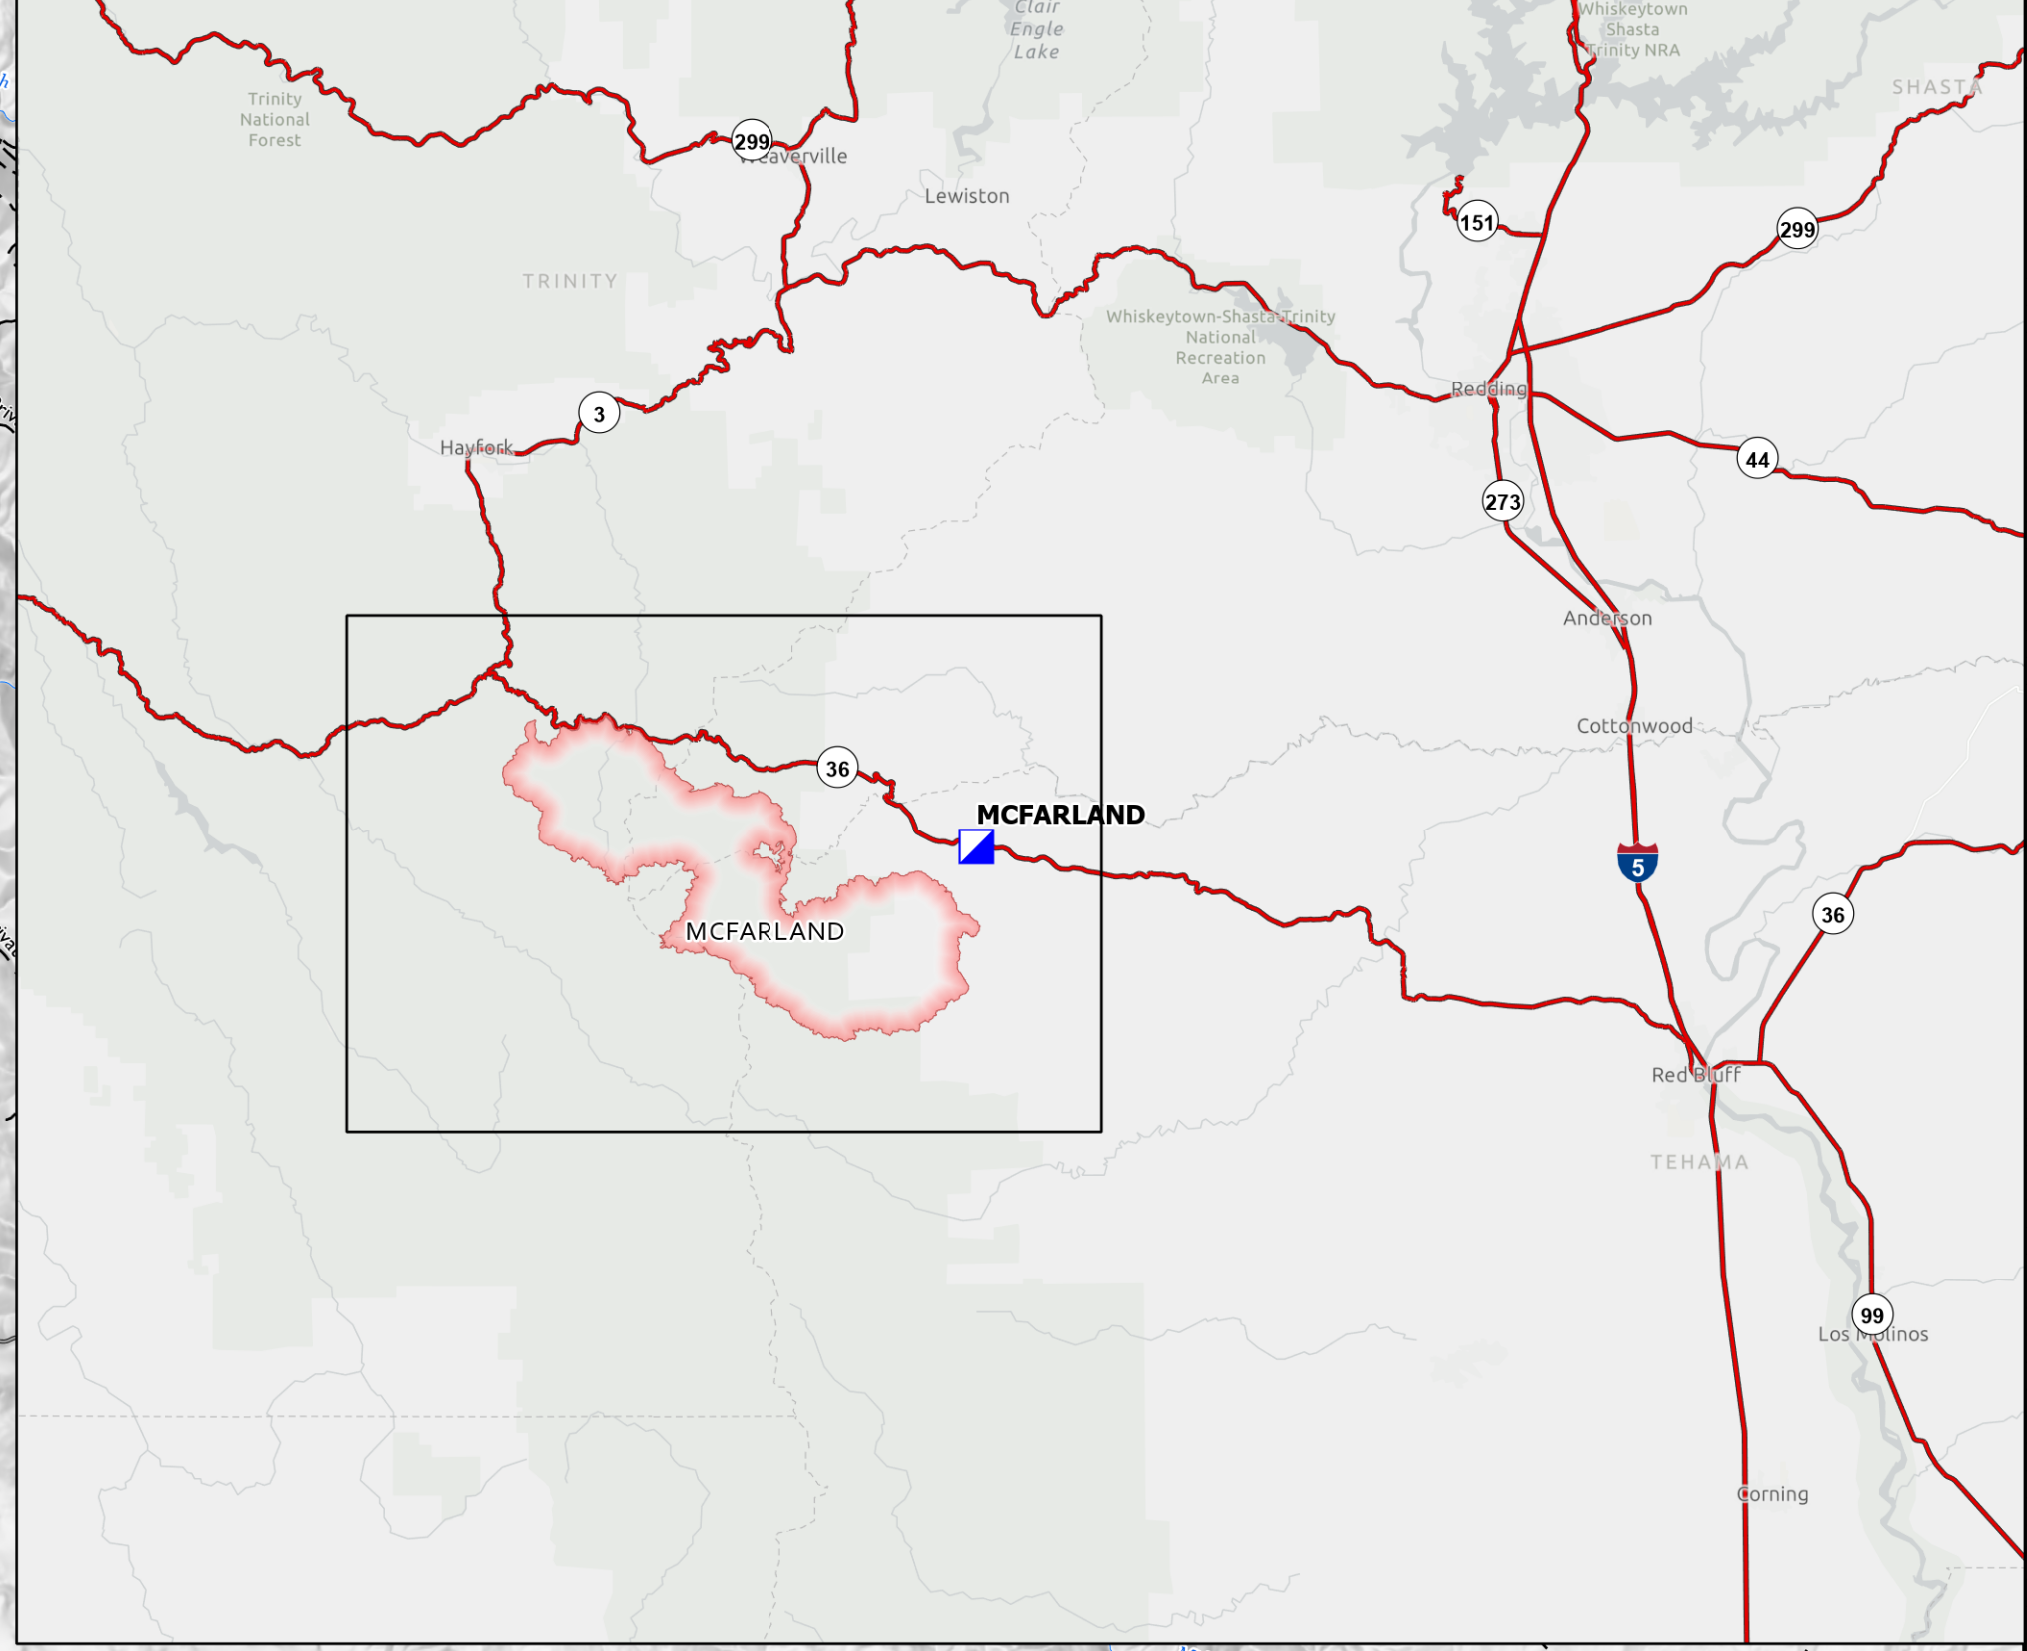 Clair
Engle
Lake
Whiskeytown
Shasta
Trinity NRA
SHASTA
Trinity
National
Forest
299
Weaverville
Lewiston
151
299
TRINITY
Whiskeytown-Shasta-Trinity
National
Recreation
Area
Redding
3
Hayfork
44
273
Anderson
Cottonwood
36
MCFARLAND
5
36
MCFARLAND
Red Bluff
TEHAMA
99
Los Molinos
Corning